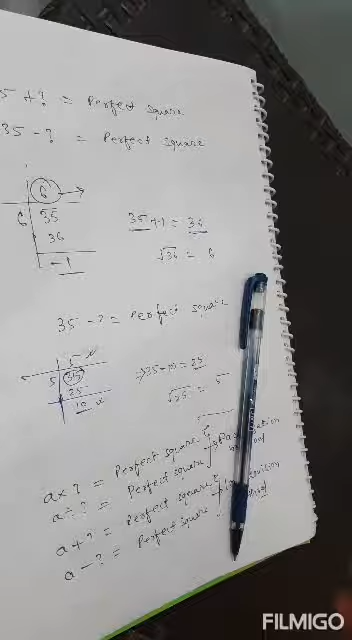 5 + ? = Perfect Square
35 - ? = Perfect Square
6
6 35
36
- 1
35 + 1 = 36
√36 = 6
35 - ? = Perfect Square
5
5 35
25
10
35 - 10 = 25
√25 = 5
a × ? = Perfect Square
a ÷ ? = Perfect Square
a + ? = Perfect Square
a - ? = Perfect Square
FILMIGO